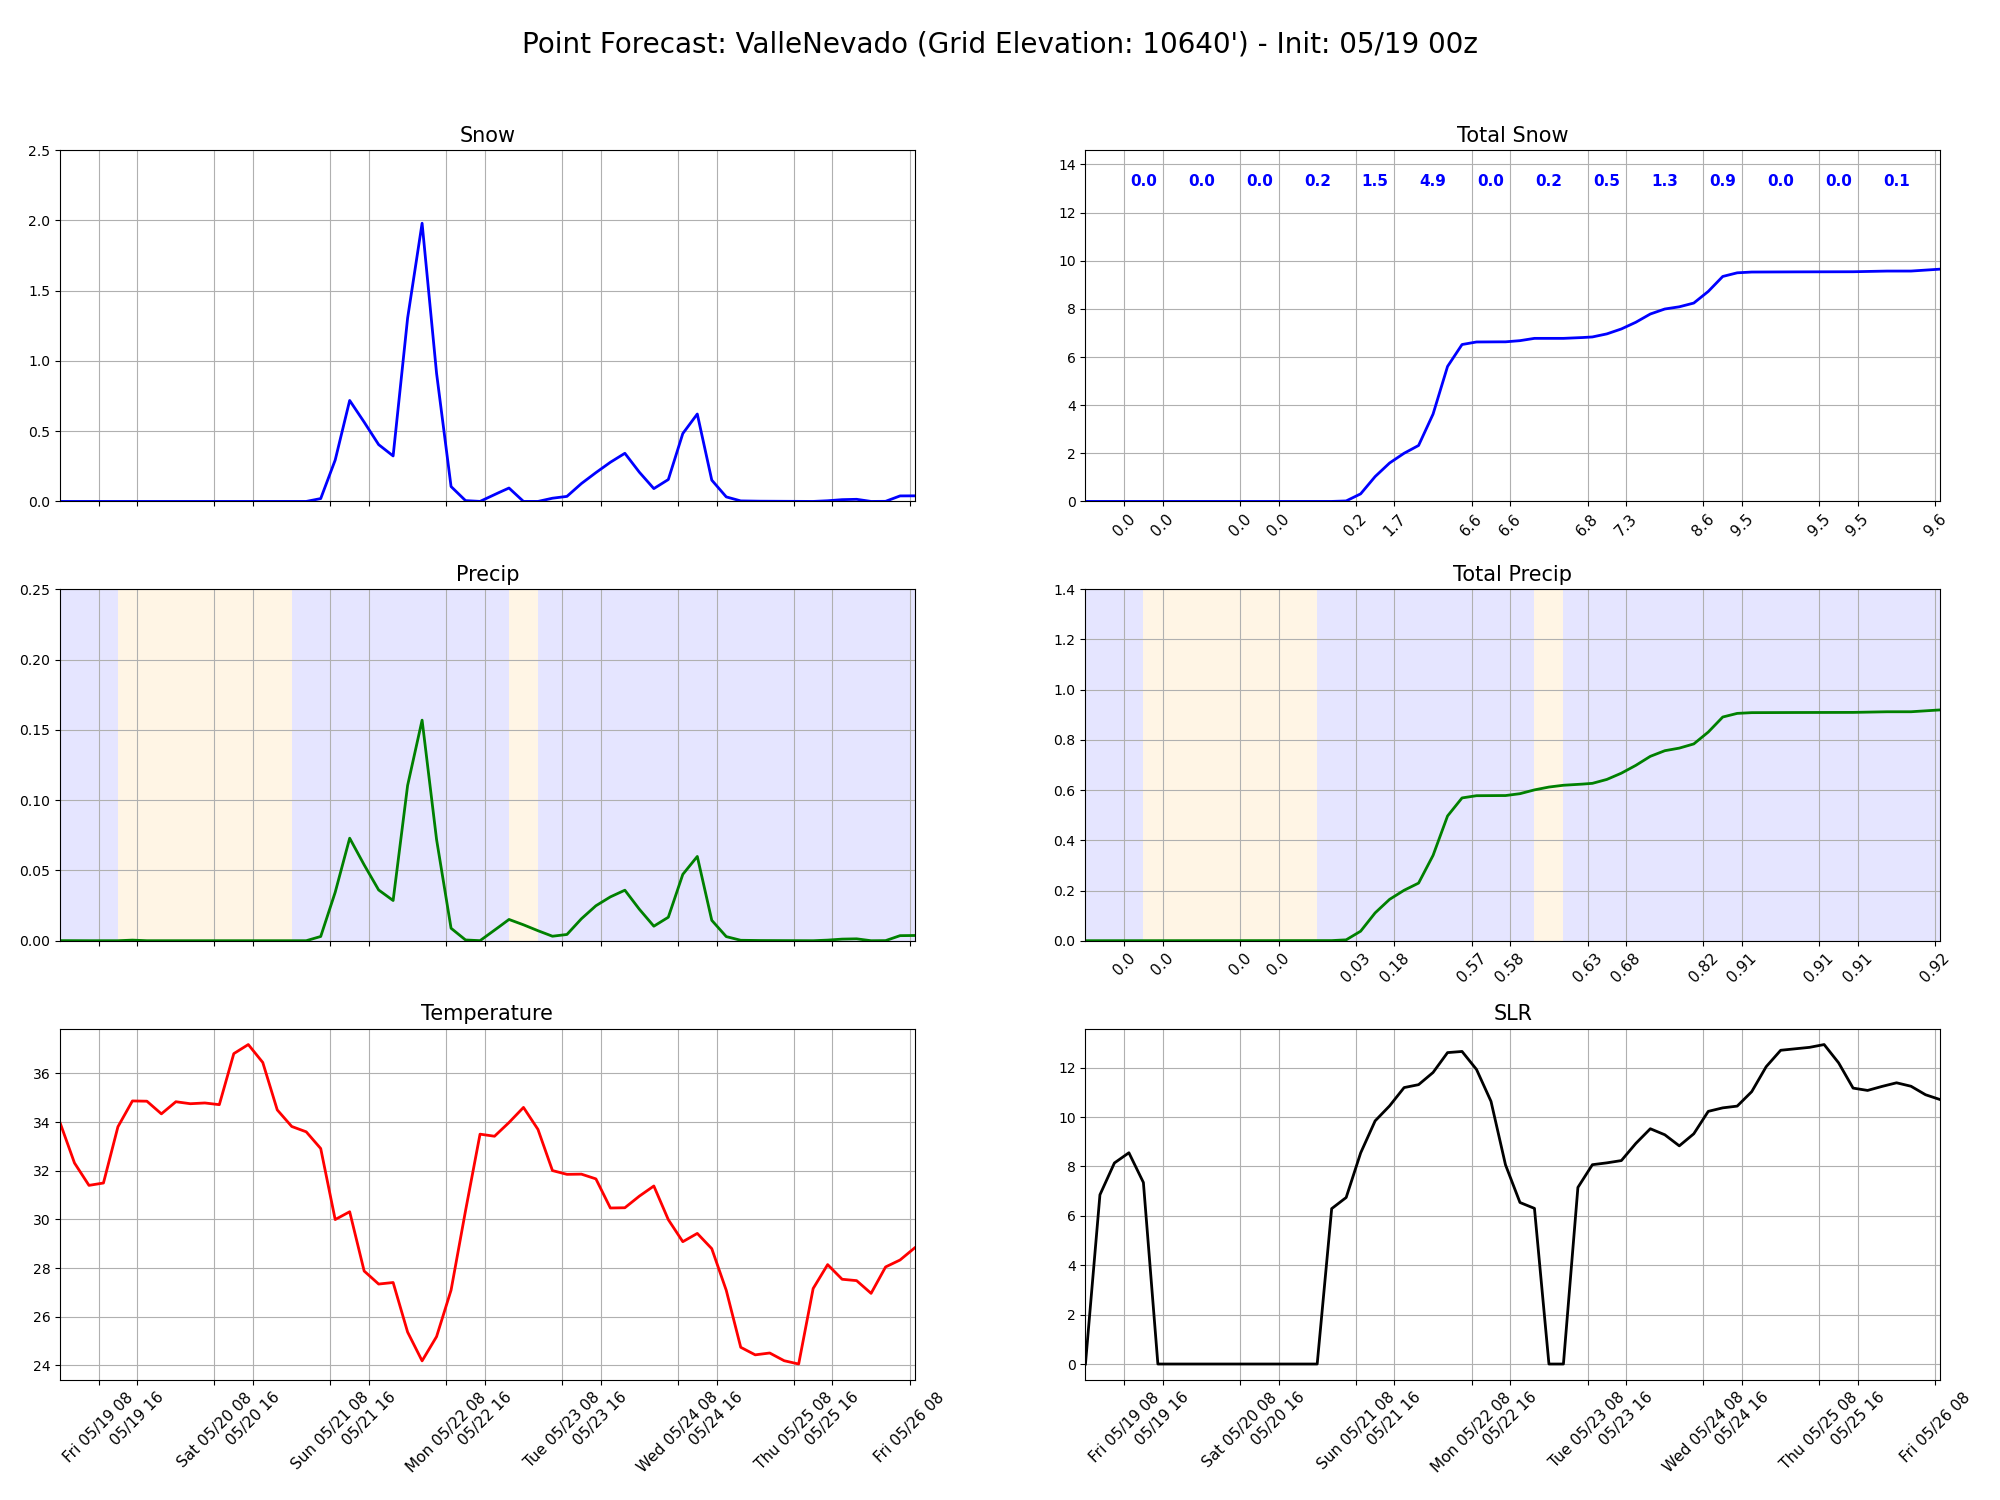 Point Forecast: ValleNevado (Grid Elevation: 10640') - Init: 05/19 00z
Snow
2.5
2.0
1.5
1.0
0.5
0.0
Total Snow
14
12
10
8
6
4
2
0
0.0 0.0 0.0 0.2 1.5 4.9 0.0 0.2 0.5 1.3 0.9 0.0 0.0 0.1
0.0 0.0 0.0 0.0 0.2 1.7 6.6 6.6 6.8 7.3 8.6 9.5 9.5 9.5 9.6
Precip
0.25
0.20
0.15
0.10
0.05
0.00
Total Precip
1.4
1.2
1.0
0.8
0.6
0.4
0.2
0.0
0.0 0.0 0.0 0.0 0.03 0.18 0.57 0.58 0.63 0.68 0.82 0.91 0.91 0.91 0.92
Temperature
36
34
32
30
28
26
24
Fri 05/19 08
05/19 16
Sat 05/20 08
05/20 16
Sun 05/21 08
05/21 16
Mon 05/22 08
05/22 16
Tue 05/23 08
05/23 16
Wed 05/24 08
05/24 16
Thu 05/25 08
05/25 16
Fri 05/26 08
SLR
12
10
8
6
4
2
0
Fri 05/19 08
05/19 16
Sat 05/20 08
05/20 16
Sun 05/21 08
05/21 16
Mon 05/22 08
05/22 16
Tue 05/23 08
05/23 16
Wed 05/24 08
05/24 16
Thu 05/25 08
05/25 16
Fri 05/26 08